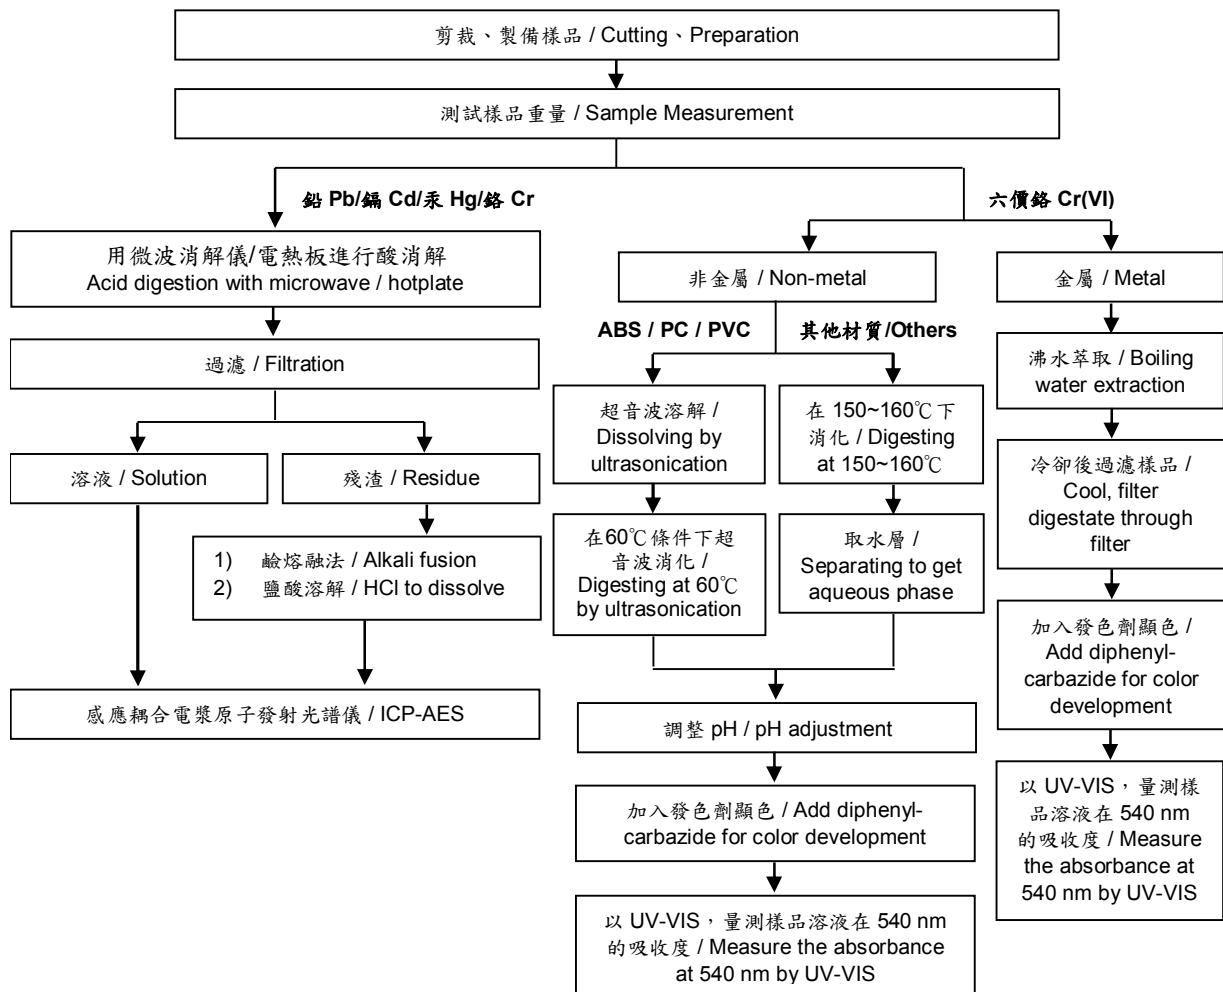 剪裁、製備樣品 / Cutting、Preparation
測試樣品重量 / Sample Measurement
鉛 Pb/鎘 Cd/汞 Hg/鉻 Cr
用微波消解儀/電熱板進行酸消解
Acid digestion with microwave / hotplate
過濾 / Filtration
溶液 / Solution
殘渣 / Residue
1) 鹼熔融法 / Alkali fusion
2) 鹽酸溶解 / HCl to dissolve
感應耦合電漿原子發射光譜儀 / ICP-AES
六價鉻 Cr(VI)
非金屬 / Non-metal
ABS / PC / PVC
超音波溶解 /
Dissolving by
ultrasonication
在60℃條件下超
音波消化 /
Digesting at 60℃
by ultrasonication
其他材質/Others
在 150~160℃下
消化 / Digesting
at 150~160℃
取水層 /
Separating to get
aqueous phase
調整 pH / pH adjustment
加入發色劑顯色 / Add diphenyl-
carbazide for color development
以 UV-VIS，量測樣品溶液在 540 nm
的吸收度 / Measure the absorbance
at 540 nm by UV-VIS
金屬 / Metal
沸水萃取 / Boiling
water extraction
冷卻後過濾樣品 /
Cool, filter
digestate through
filter
加入發色劑顯色 /
Add diphenyl-
carbazide for color
development
以 UV-VIS，量測樣
品溶液在 540 nm
的吸收度 / Measure
the absorbance at
540 nm by UV-VIS